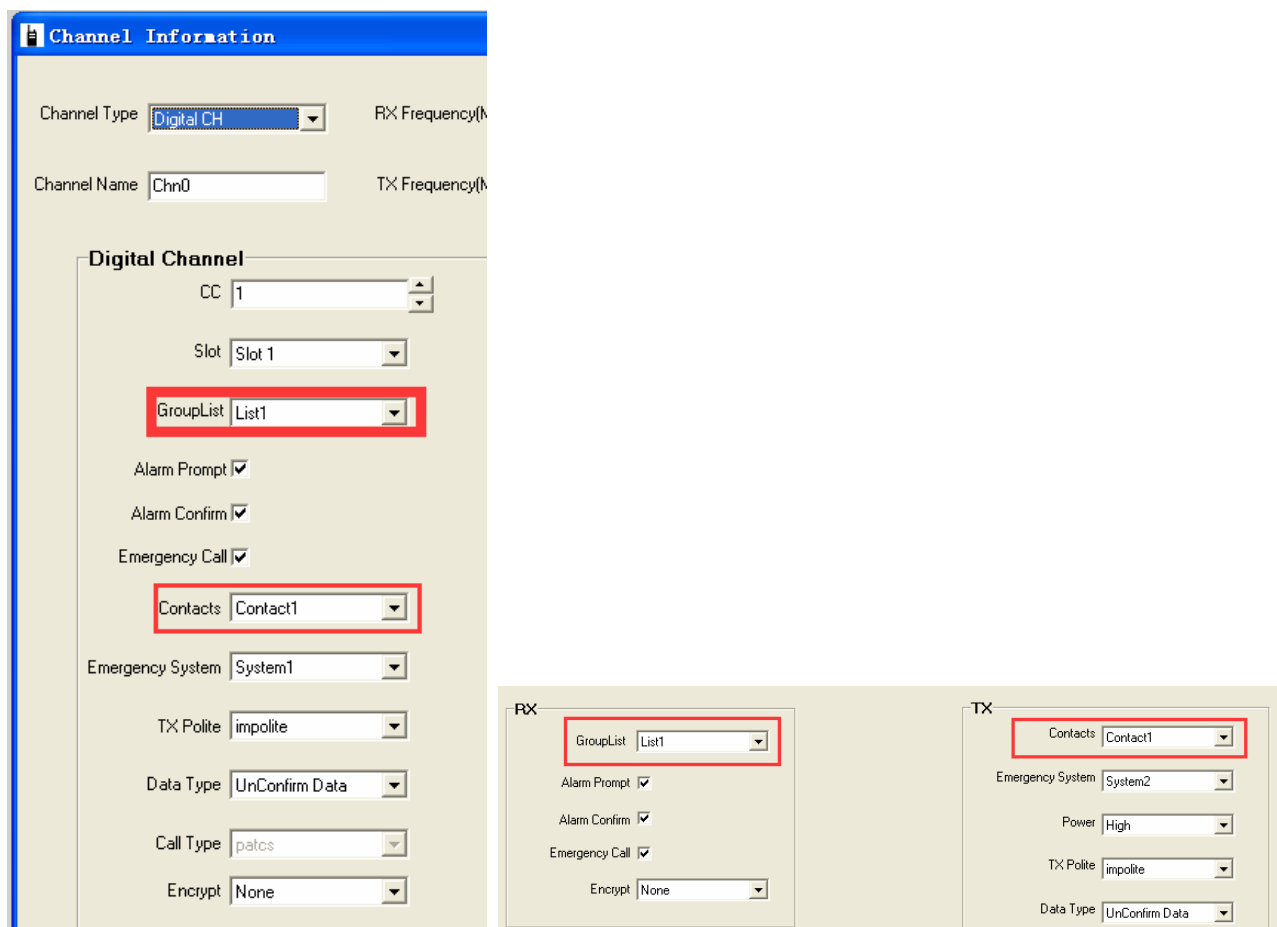 Channel Information
Channel Type Digital CH RX Frequency(M
Channel Name Chn0 TX Frequency(M
Digital Channel
CC 1
Slot Slot 1
GroupList List1
Alarm Prompt
Alarm Confirm
Emergency Call
Contacts Contact1
Emergency System System1
TX Polite impolite
Data Type UnConfirm Data
Call Type patcs
Encrypt None
RX
GroupList List1
Alarm Prompt
Alarm Confirm
Emergency Call
Encrypt None
TX
Contacts Contact1
Emergency System System2
Power High
TX Polite impolite
Data Type UnConfirm Data